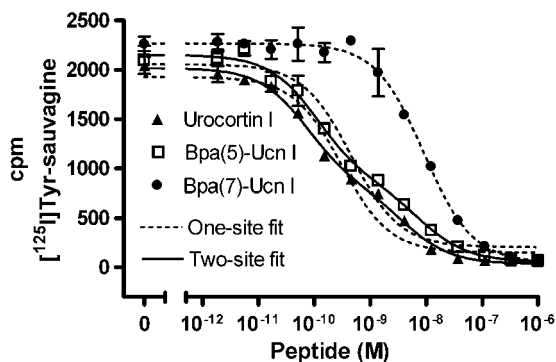 2500
2000
1500
1000
500
0
cpm
[¹²⁵I]Tyr-sauvagine
Urocortin I
Bpa(5)-Ucn I
Bpa(7)-Ucn I
One-site fit
Two-site fit
0 10⁻¹² 10⁻¹¹ 10⁻¹⁰ 10⁻⁹ 10⁻⁸ 10⁻⁷ 10⁻⁶
Peptide (M)